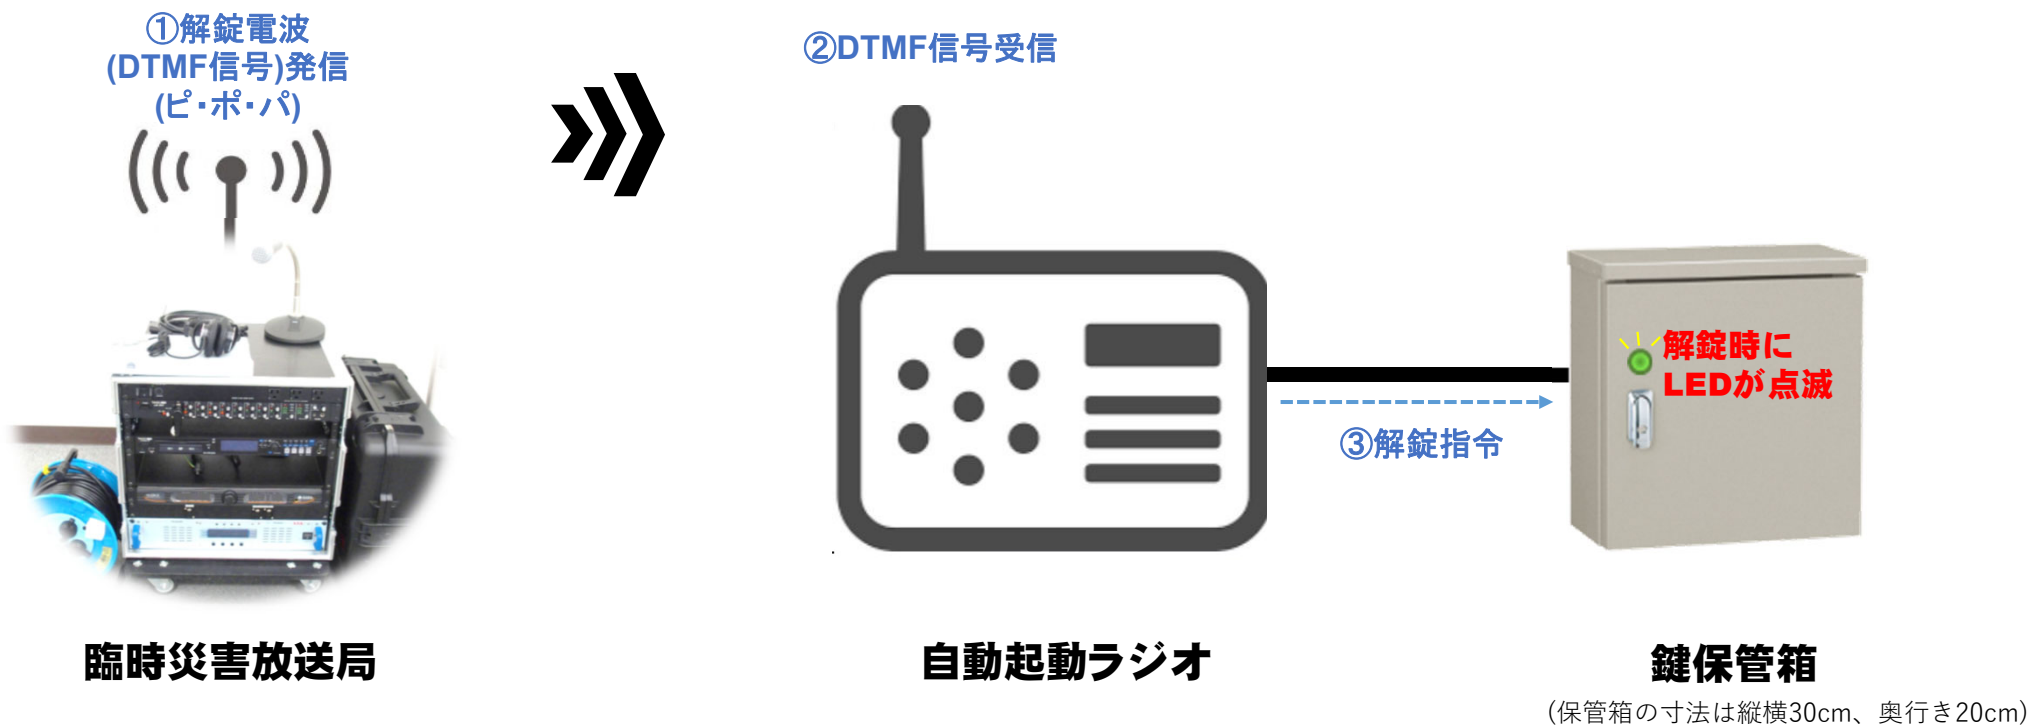 ①解錠電波
(DTMF信号)発信
(ピ・ポ・パ)
②DTMF信号受信
解錠時に
LEDが点滅
③解錠指令
臨時災害放送局
自動起動ラジオ
鍵保管箱
(保管箱の寸法は縦横30cm、奥行き20cm)